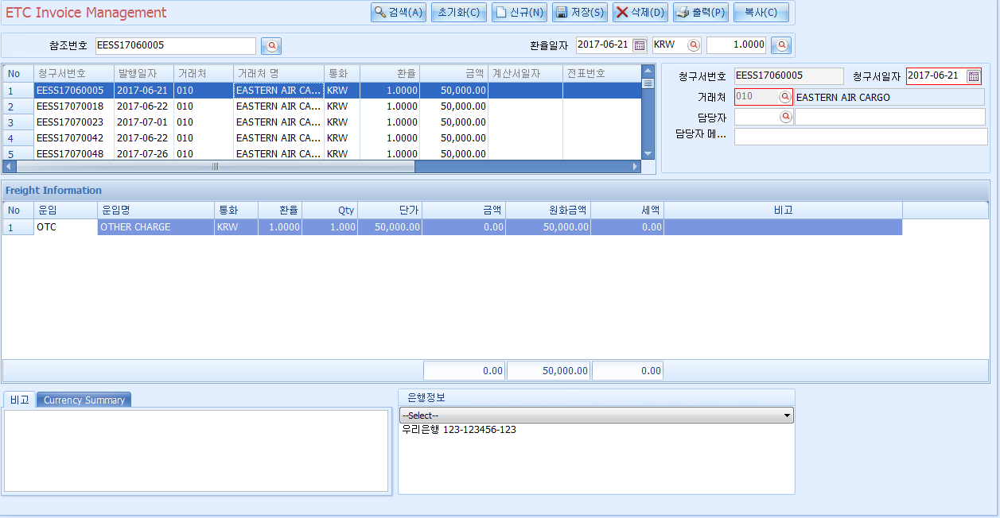 ETC Invoice Management 검색(A) 초기화(C) 신규(N) 저장(S) 삭제(D) 출력(P) 복사(C)
참조번호 EESS17060005 환율일자 2017-06-21 KRW 1.0000
No 청구서번호 발행일자 거래처 거래처 명 통화 환율 금액 계산서일자 전표번호
1 EESS17060005 2017-06-21 010 EASTERN AIR CA... KRW 1.0000 50,000.00
2 EESS17070018 2017-06-22 010 EASTERN AIR CA... KRW 1.0000 50,000.00
3 EESS17070023 2017-07-01 010 EASTERN AIR CA... KRW 1.0000 50,000.00
4 EESS17070042 2017-06-22 010 EASTERN AIR CA... KRW 1.0000 50,000.00
5 EESS17070048 2017-07-26 010 EASTERN AIR CA... KRW 1.0000 50,000.00
청구서번호 EESS17060005 청구서일자 2017-06-21
거래처 010 EASTERN AIR CARGO
담당자
담당자 메...
Freight Information
No 운임 운임명 통화 환율 Qty 단가 금액 원화금액 세액 비고
1 OTC OTHER CHARGE KRW 1.0000 1.000 50,000.00 0.00 50,000.00 0.00
0.00 50,000.00 0.00
비고 Currency Summary
은행정보
--Select--
우리은행 123-123456-123